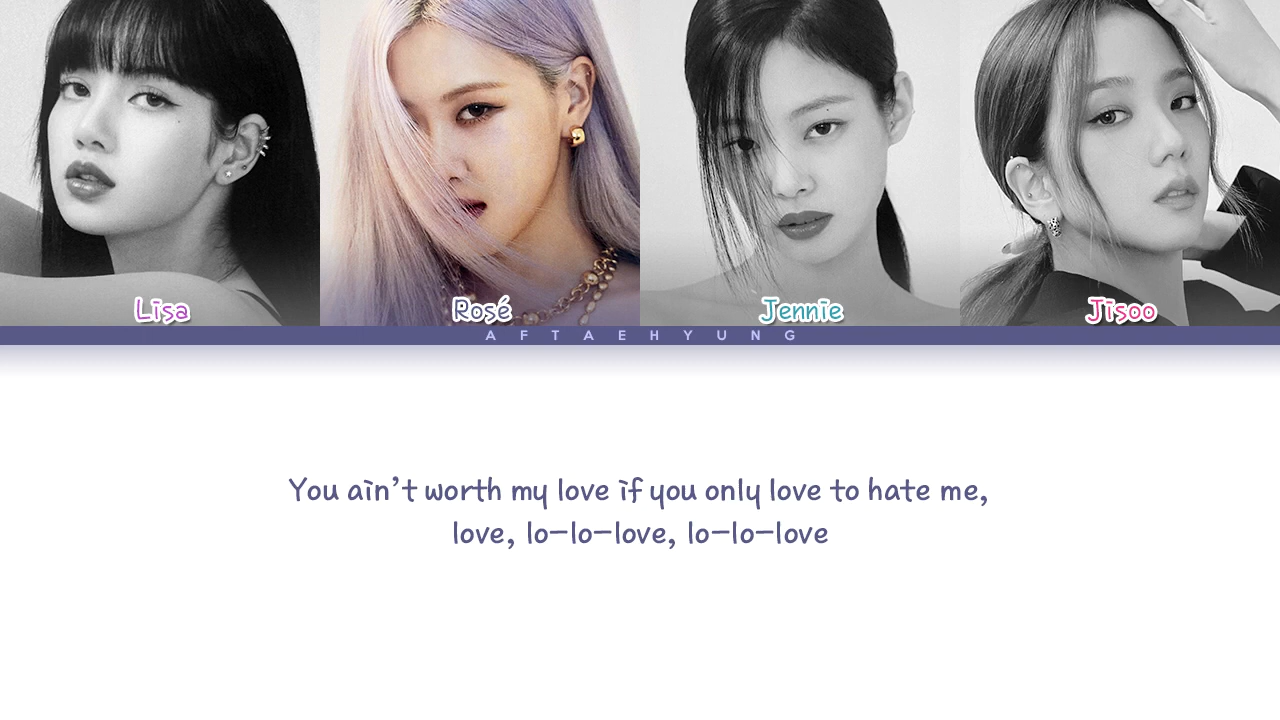 Lisa
Rosé
Jennie
Jisoo
AFTAEHYUNG
You ain't worth my love if you only love to hate me,
love, lo-lo-love, lo-lo-love